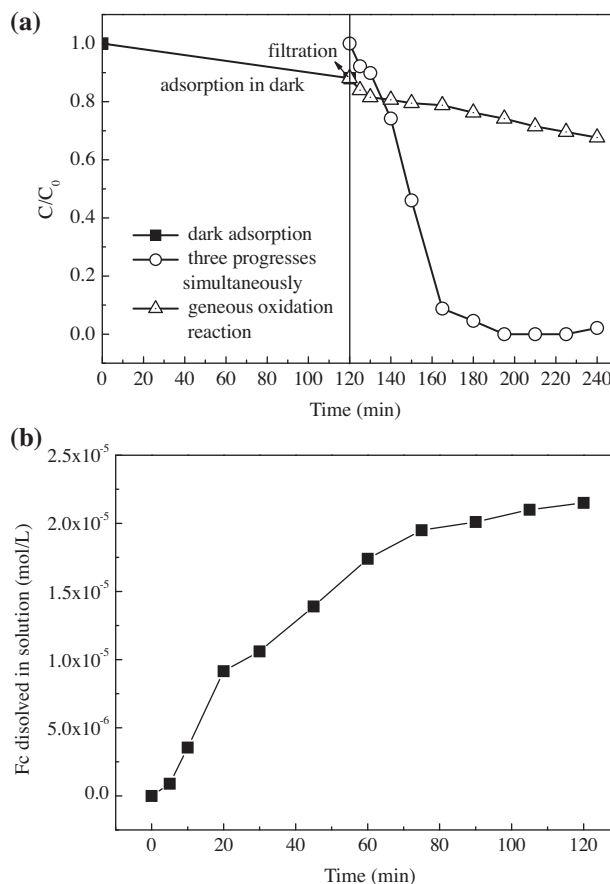 (a)
filtration
adsorption in dark
1.0
0.8
0.6
0.4
0.2
0.0
C/C0
dark adsorption
three progresses
simultaneously
geneous oxidation
reaction
0 20 40 60 80 100 120 140 160 180 200 220 240
Time (min)
(b)
2.5x10-5
2.0x10-5
1.5x10-5
1.0x10-5
5.0x10-6
0.0
Fc disolved in solution (mol/L)
0 20 40 60 80 100 120
Time (min)